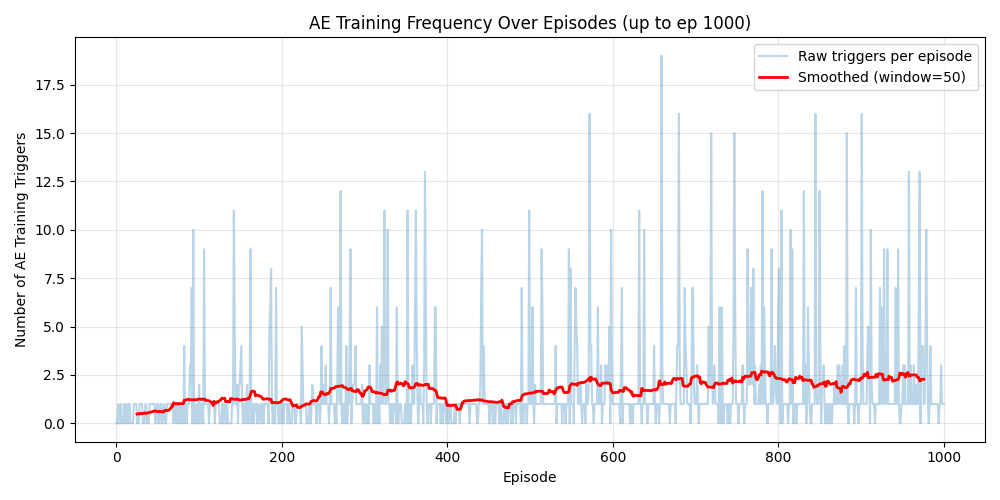 AE Training Frequency Over Episodes (up to ep 1000)
Raw triggers per episode
Smoothed (window=50)
Number of AE Training Triggers
17.5
15.0
12.5
10.0
7.5
5.0
2.5
0.0
0 200 400 600 800 1000
Episode